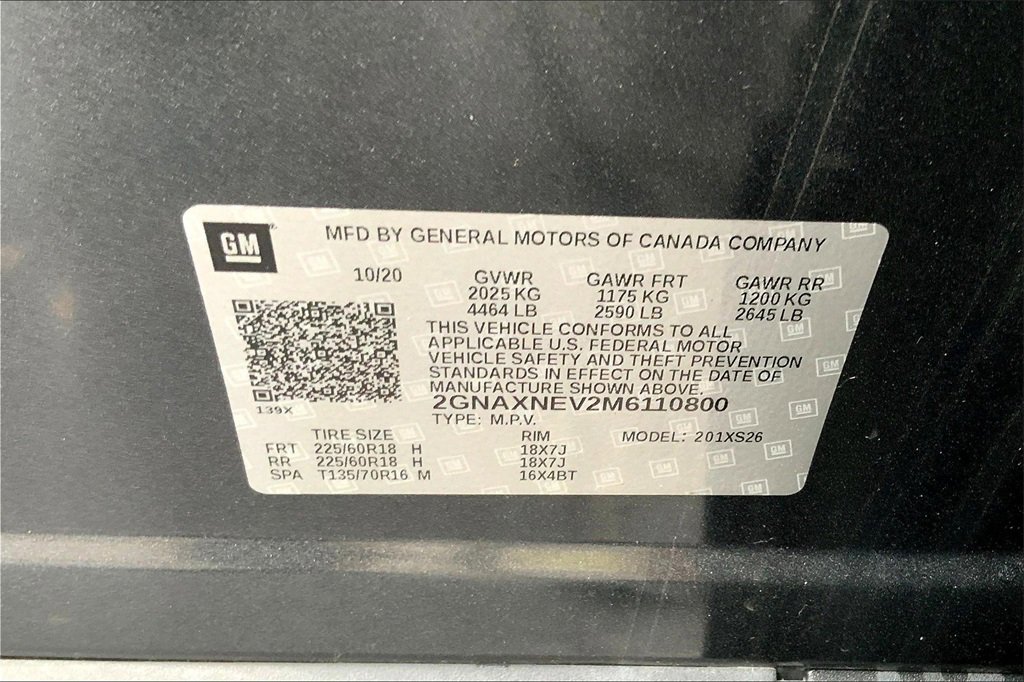 GM
MFD BY GENERAL MOTORS OF CANADA COMPANY
10/20 GVWR GAWR FRT GAWR RR
2025 KG 1175 KG 1200 KG
4464 LB 2590 LB 2645 LB
THIS VEHICLE CONFORMS TO ALL
APPLICABLE U.S. FEDERAL MOTOR
VEHICLE SAFETY AND THEFT PREVENTION
STANDARDS IN EFFECT ON THE DATE OF
MANUFACTURE SHOWN ABOVE.
139X 2GNAXNEV2M6110800
TYPE: M.P.V.
TIRE SIZE RIM MODEL: 201XS26
FRT 225/60R18 H 18X7J
RR 225/60R18 H 18X7J
SPA T135/70R16 M 16X4BT